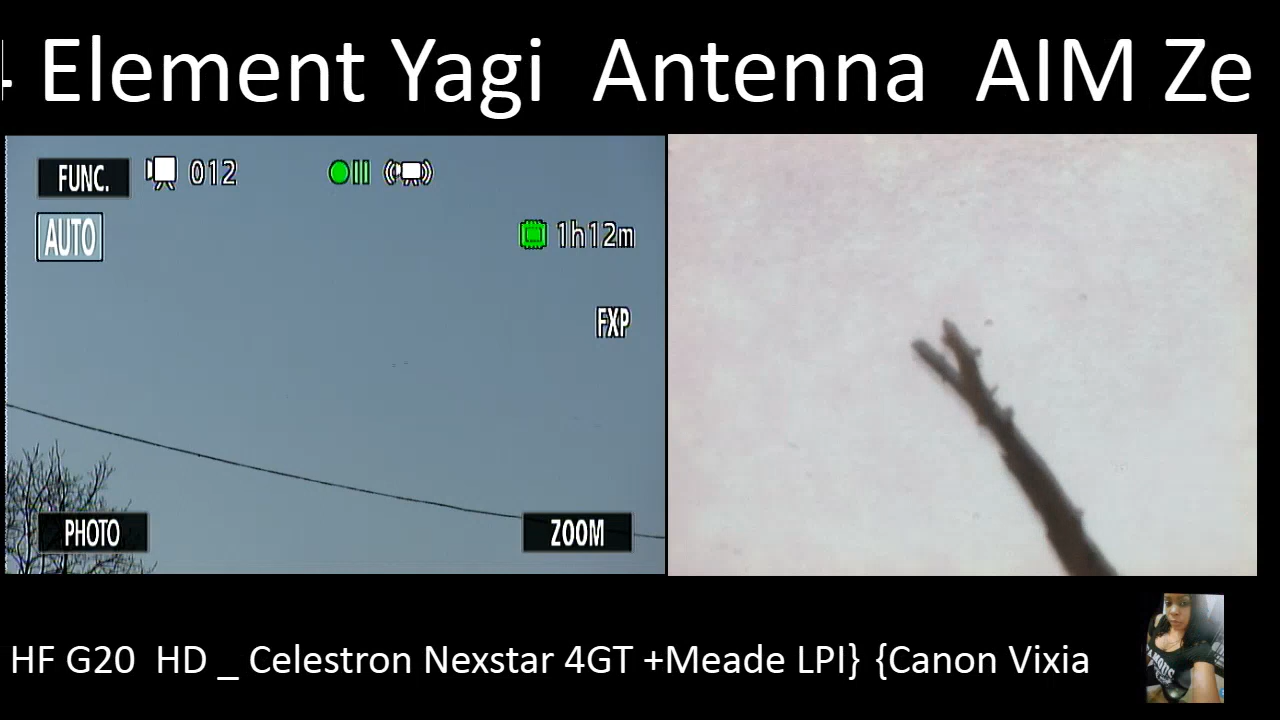 Element Yagi Antenna AIM Ze
FUNC. 012
AUTO
1h12m
FXP
PHOTO
ZOOM
HF G20 HD _ Celestron Nexstar 4GT +Meade LPI} {Canon Vixia